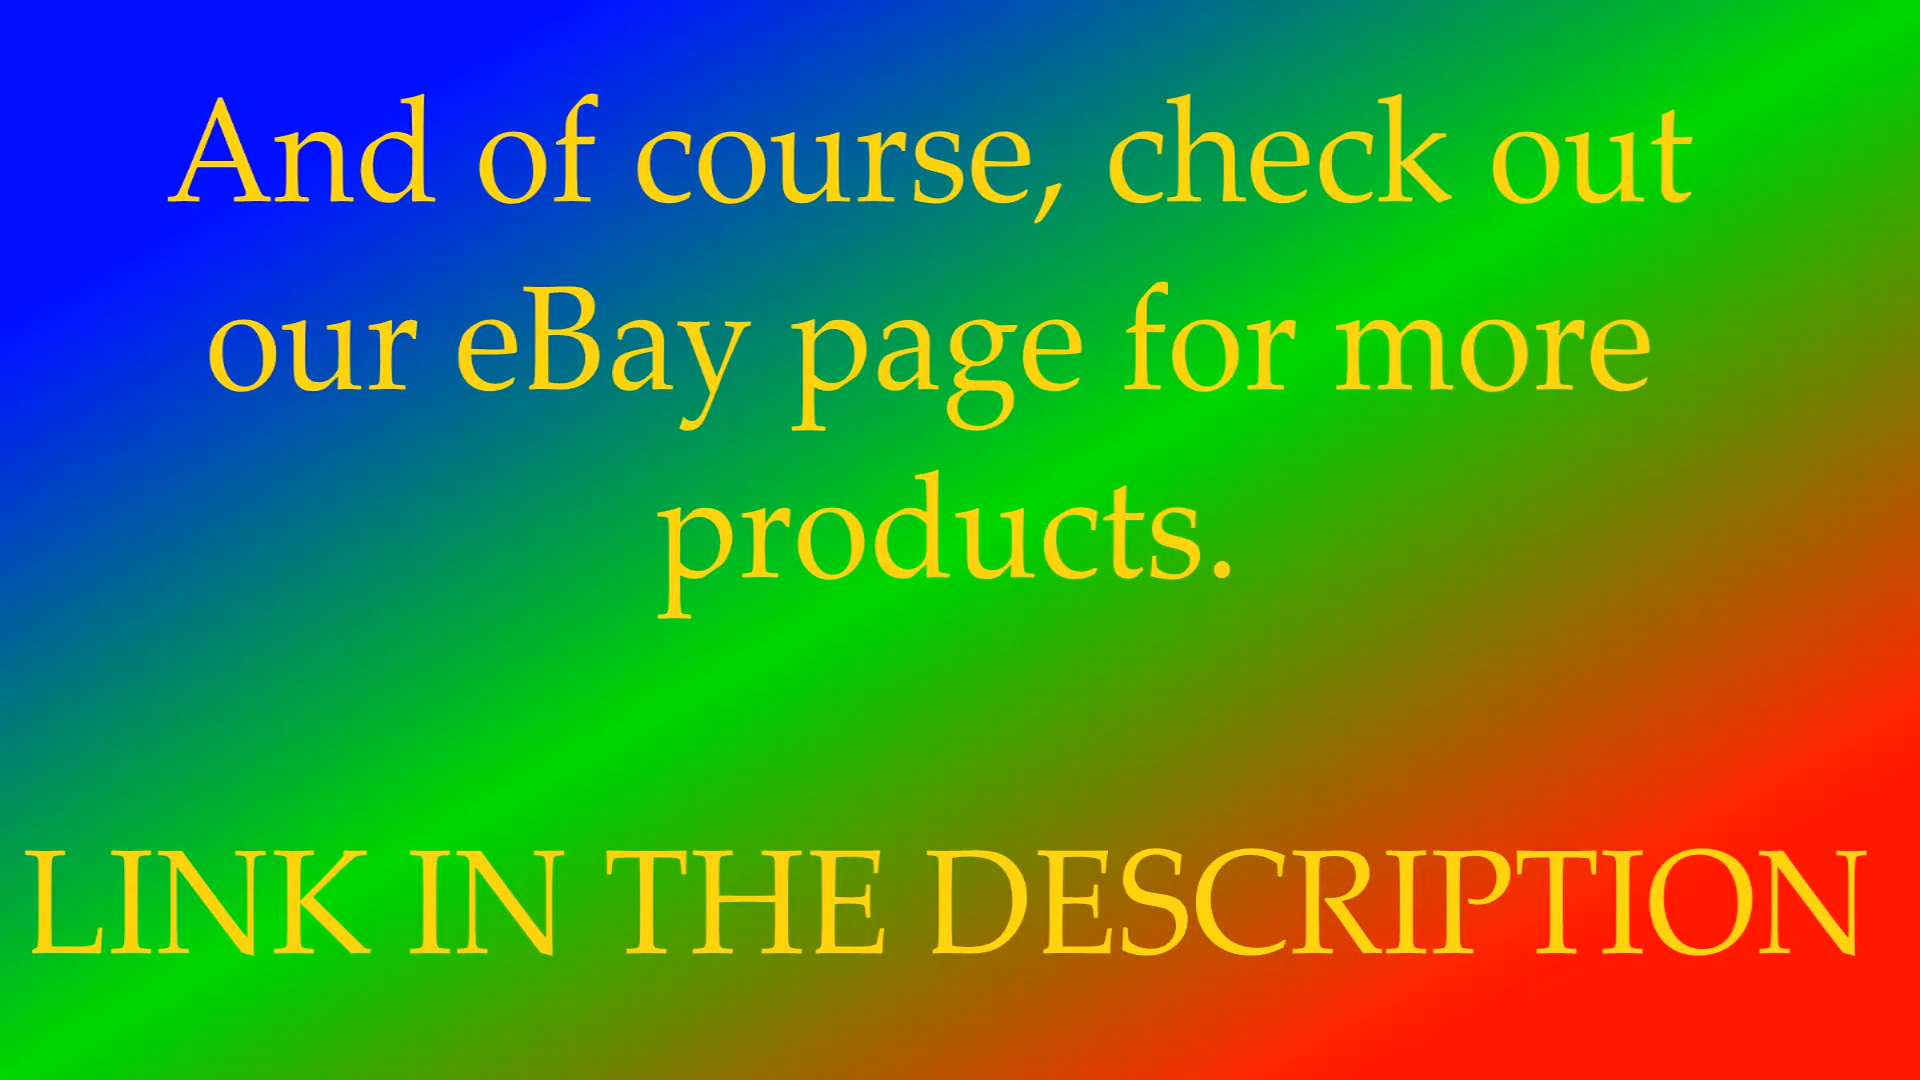 And of course, check out
our eBay page for more
products.
LINK IN THE DESCRIPTION